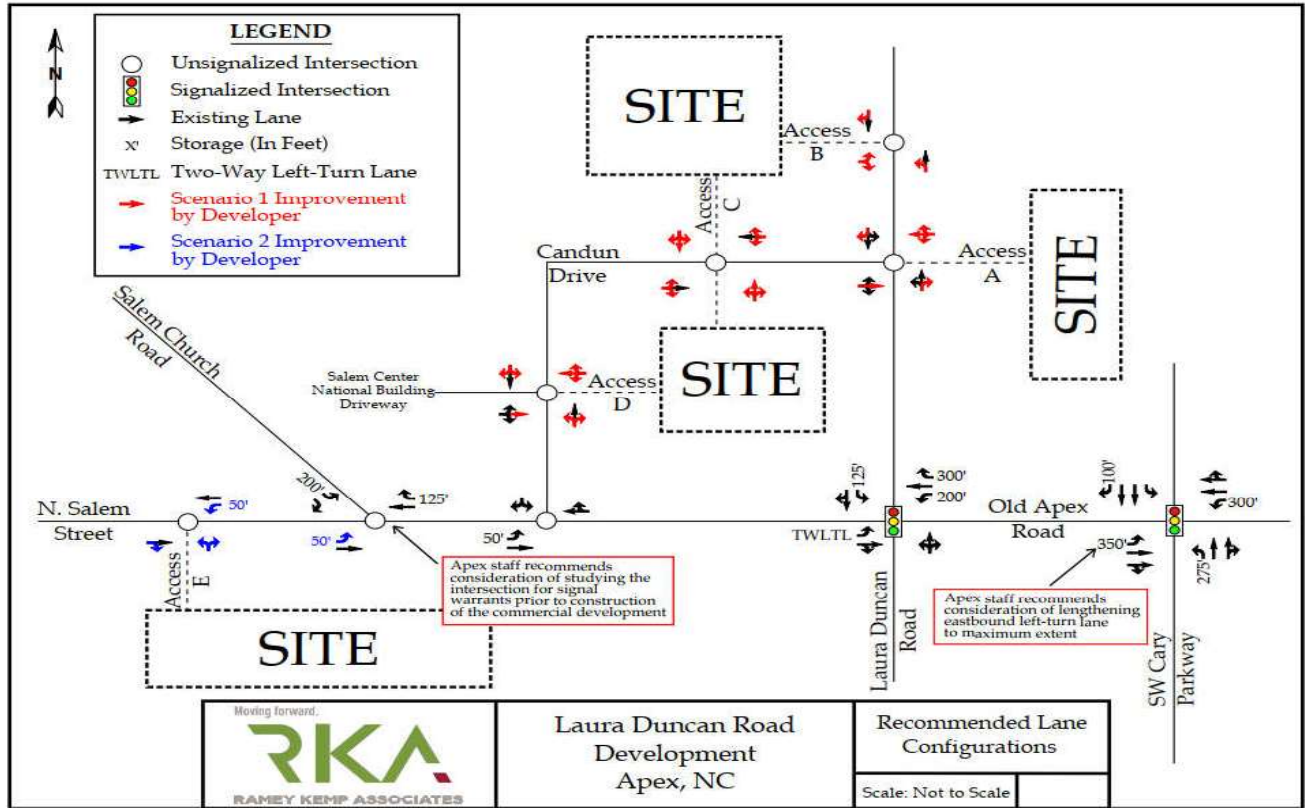 LEGEND
Unsignalized Intersection
Signalized Intersection
Existing Lane
X' Storage (In Feet)
TWLTL Two-Way Left-Turn Lane
Scenario 1 Improvement
by Developer
Scenario 2 Improvement
by Developer
N
SITE
Access
B
Access
C
Candun
Drive
Access
A
SITE
Salem Church
Road
Salem Center
National Building
Driveway
Access
D
SITE
N. Salem
Street
50'
200'
125'
50'
50'
125'
300'
200'
TWLTL
Old Apex
Road
100'
300'
350'
275'
Access
E
Apex staff recommends
consideration of studying the
intersection for signal
warrants prior to construction
of the commercial development
Apex staff recommends
consideration of lengthening
eastbound left-turn lane
to maximum extent
SITE
Laura Duncan
Road
SW Cary
Parkway
Moving forward.
RKA
RAMEY KEMP ASSOCIATES
Laura Duncan Road
Development
Apex, NC
Recommended Lane
Configurations
Scale: Not to Scale